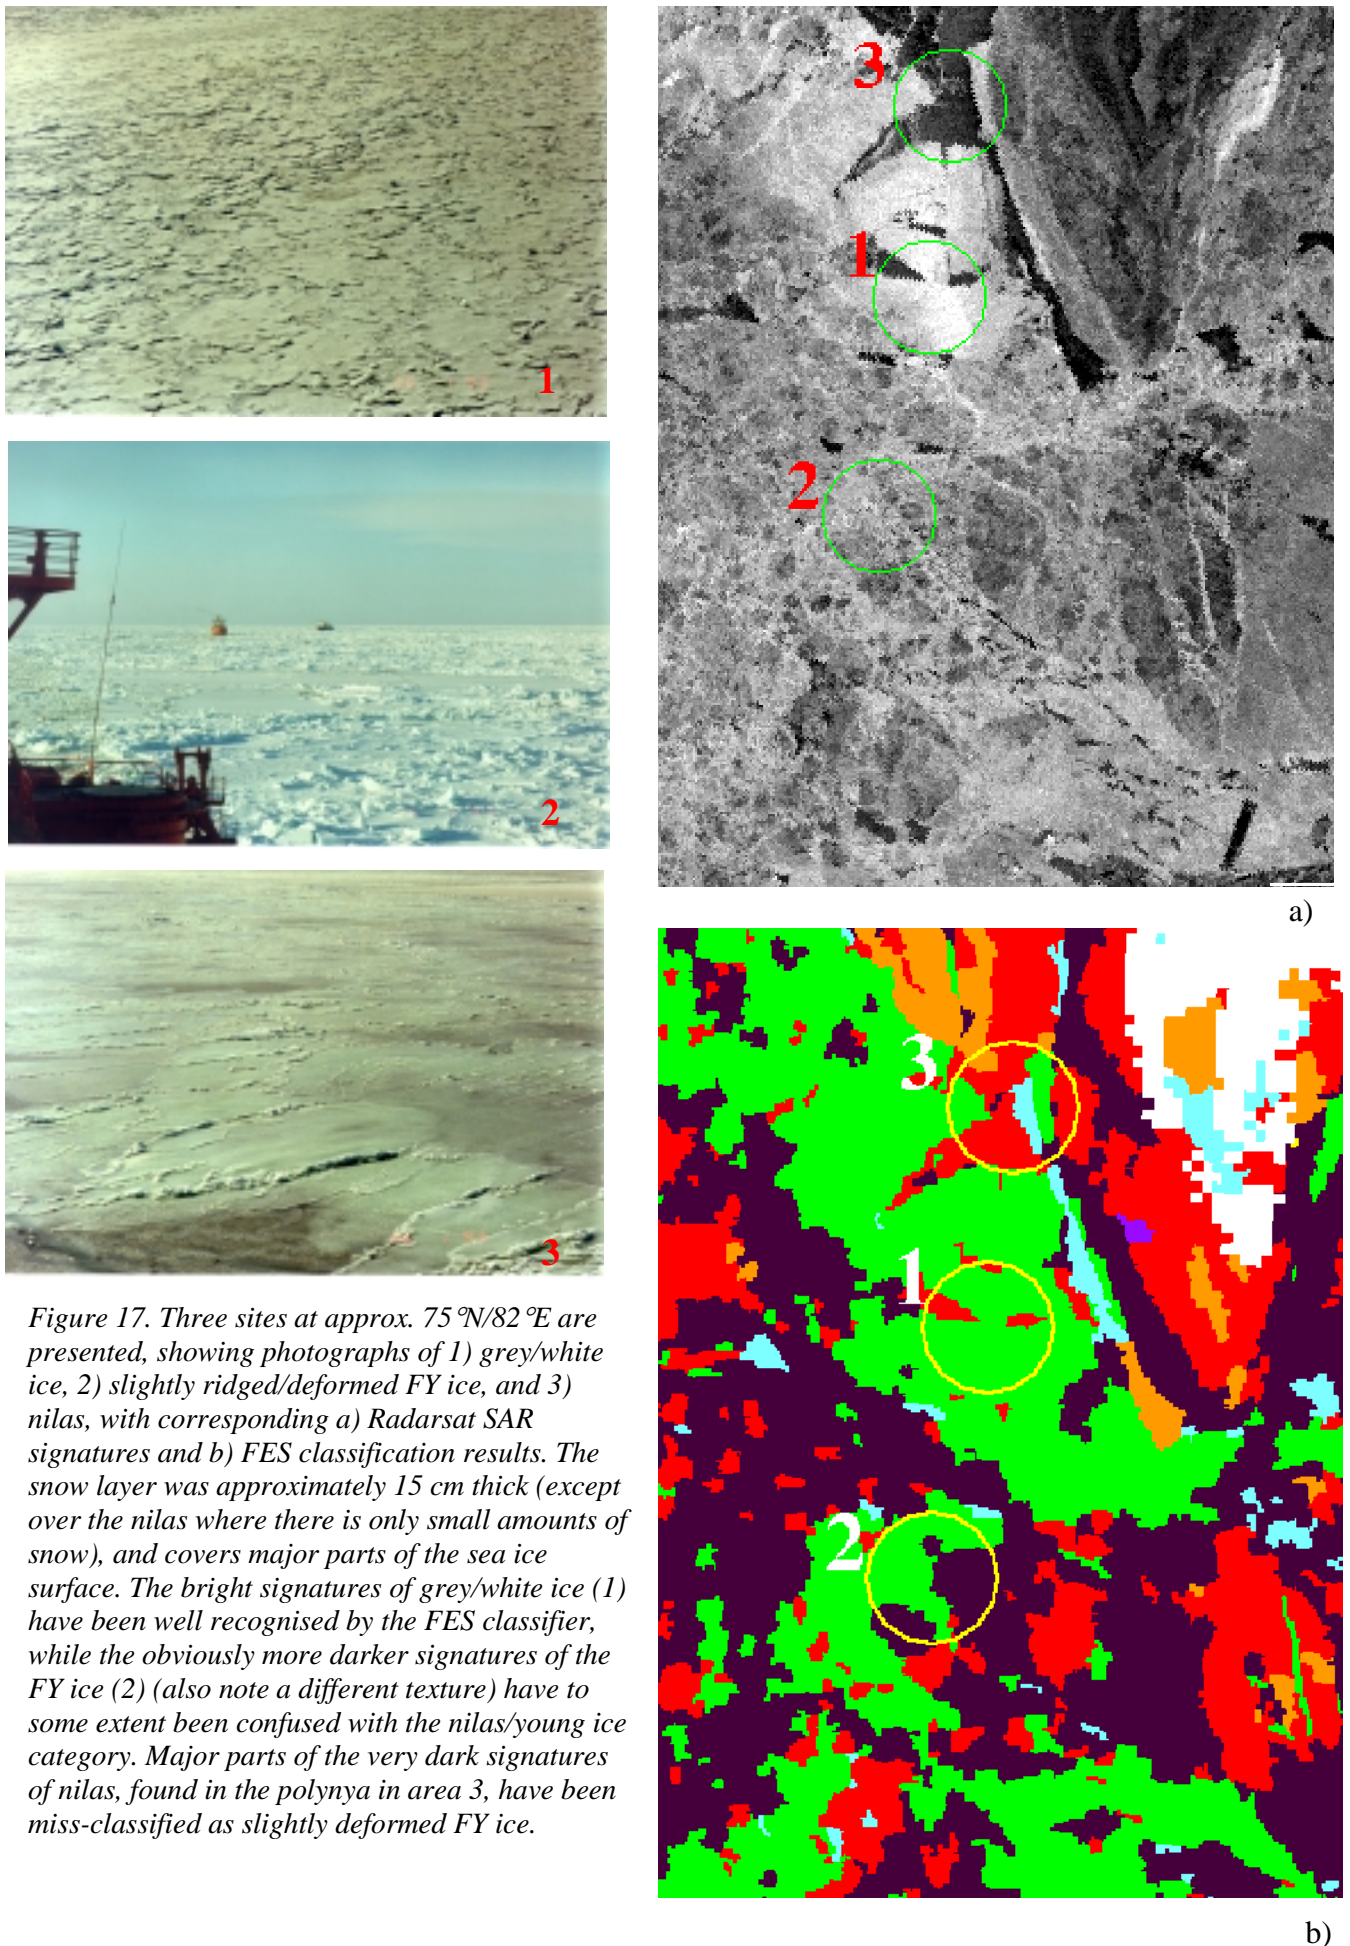 1
2
3
3
1
2
a)
3
1
2
b)
Figure 17. Three sites at approx. 75°N/82°E are
presented, showing photographs of 1) grey/white
ice, 2) slightly ridged/deformed FY ice, and 3)
nilas, with corresponding a) Radarsat SAR
signatures and b) FES classification results. The
snow layer was approximately 15 cm thick (except
over the nilas where there is only small amounts of
snow), and covers major parts of the sea ice
surface. The bright signatures of grey/white ice (1)
have been well recognised by the FES classifier,
while the obviously more darker signatures of the
FY ice (2) (also note a different texture) have to
some extent been confused with the nilas/young ice
category. Major parts of the very dark signatures
of nilas, found in the polynya in area 3, have been
miss-classified as slightly deformed FY ice.